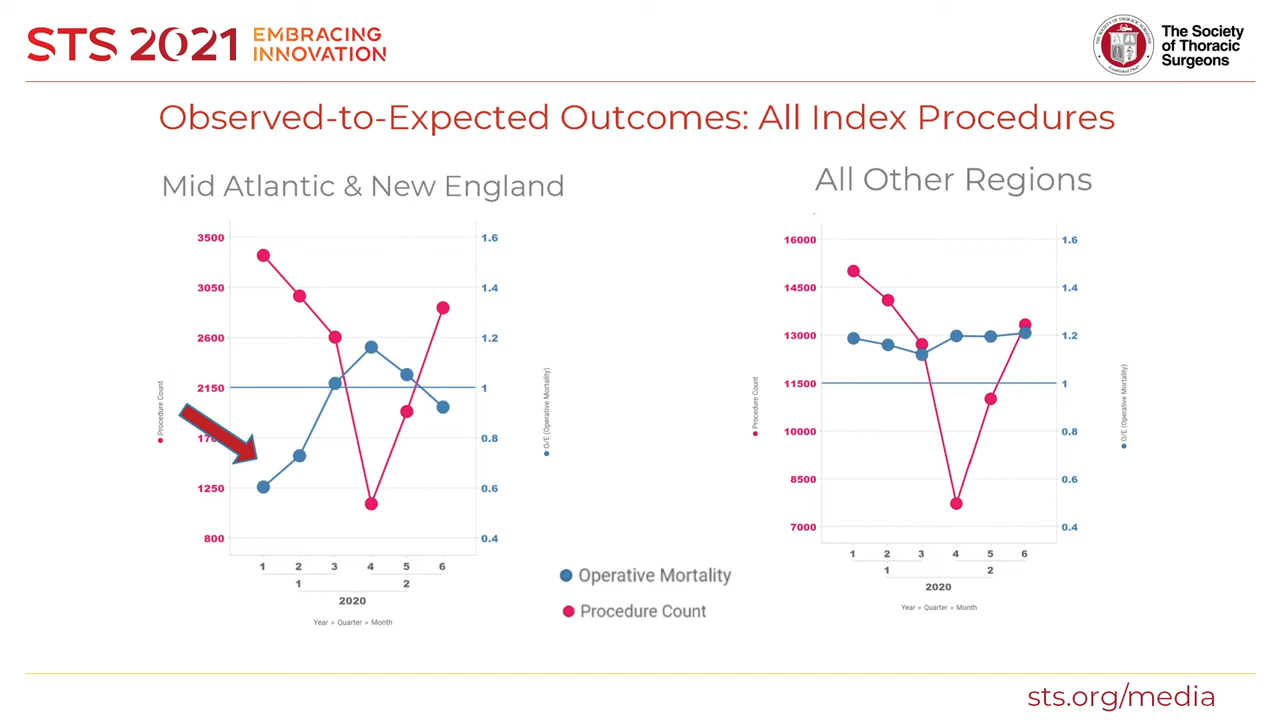 STS 2021 EMBRACING
INNOVATION
The Society
of Thoracic
Surgeons
Observed-to-Expected Outcomes: All Index Procedures
Mid Atlantic & New England
3500
3050
2600
2150
1250
800
1.6
1.4
1.2
1
0.8
0.6
0.4
Procedure Count
O/E (Operative Mortality)
1 2 3 4 5 6
1 2
2020
Year » Quarter » Month
All Other Regions
16000
14500
13000
11500
10000
8500
7000
1.6
1.4
1.2
1
0.8
0.6
0.4
Procedure Count
O/E (Operative Mortality)
1 2 3 4 5 6
1 2
2020
Year » Quarter » Month
Operative Mortality
Procedure Count
sts.org/media